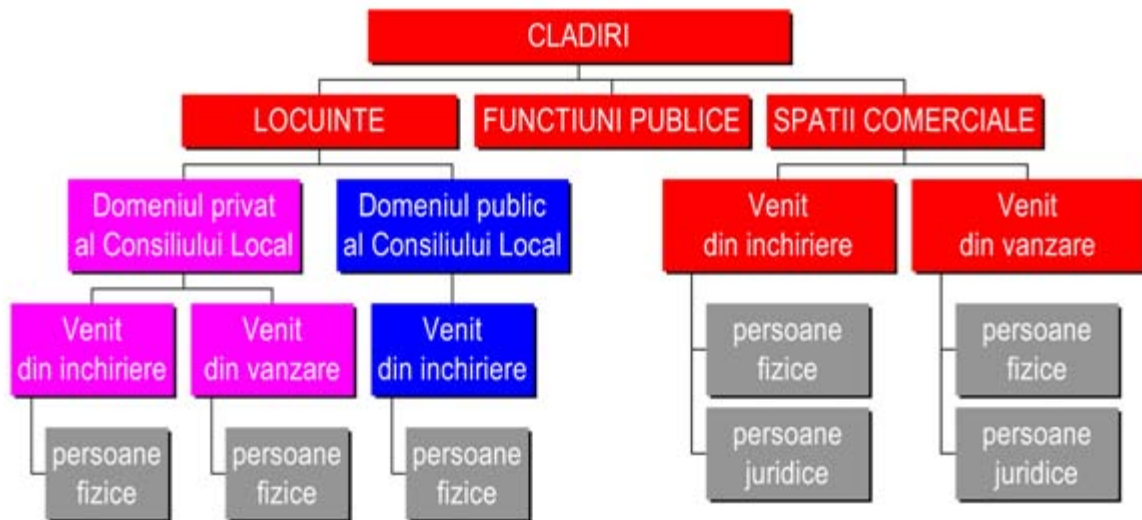 CLADIRI
LOCUINTE
FUNCTIUNI PUBLICE
SPATII COMERCIALE
Domeniul privat
al Consiliului Local
Domeniul public
al Consiliului Local
Venit
din inchiriere
Venit
din vanzare
Venit
din inchiriere
Venit
din vanzare
Venit
din inchiriere
persoane
fizice
persoane
fizice
persoane
juridice
persoane
juridice
persoane
fizice
persoane
fizice
persoane
fizice